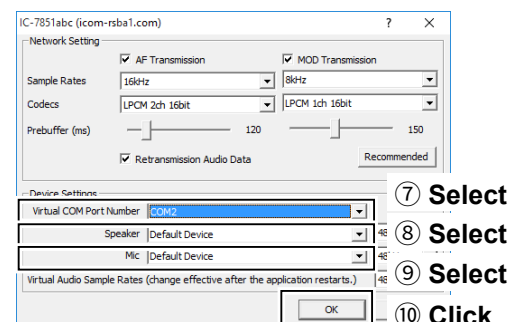 IC-7851abc (icom-rsba1.com) ? ×
Network Setting
AF Transmission MOD Transmission
Sample Rates 16kHz 8kHz
Codecs LPCM 2ch 16bit LPCM 1ch 16bit
Prebuffer (ms) 120 150
Retransmission Audio Data Recommended
Device Settings
⑦ Select
Virtual COM Port Number COM2
Speaker Default Device 48
⑧ Select
Mic Default Device
⑨ Select
Virtual Audio Sample Rates (change effective after the application restarts.) 48
OK
⑩ Click